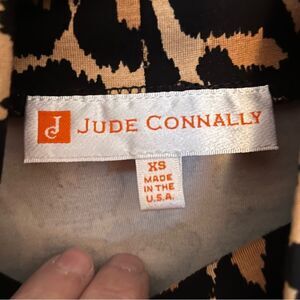 JC JUDE CONNALLY
XS
MADE
IN THE
U.S.A.